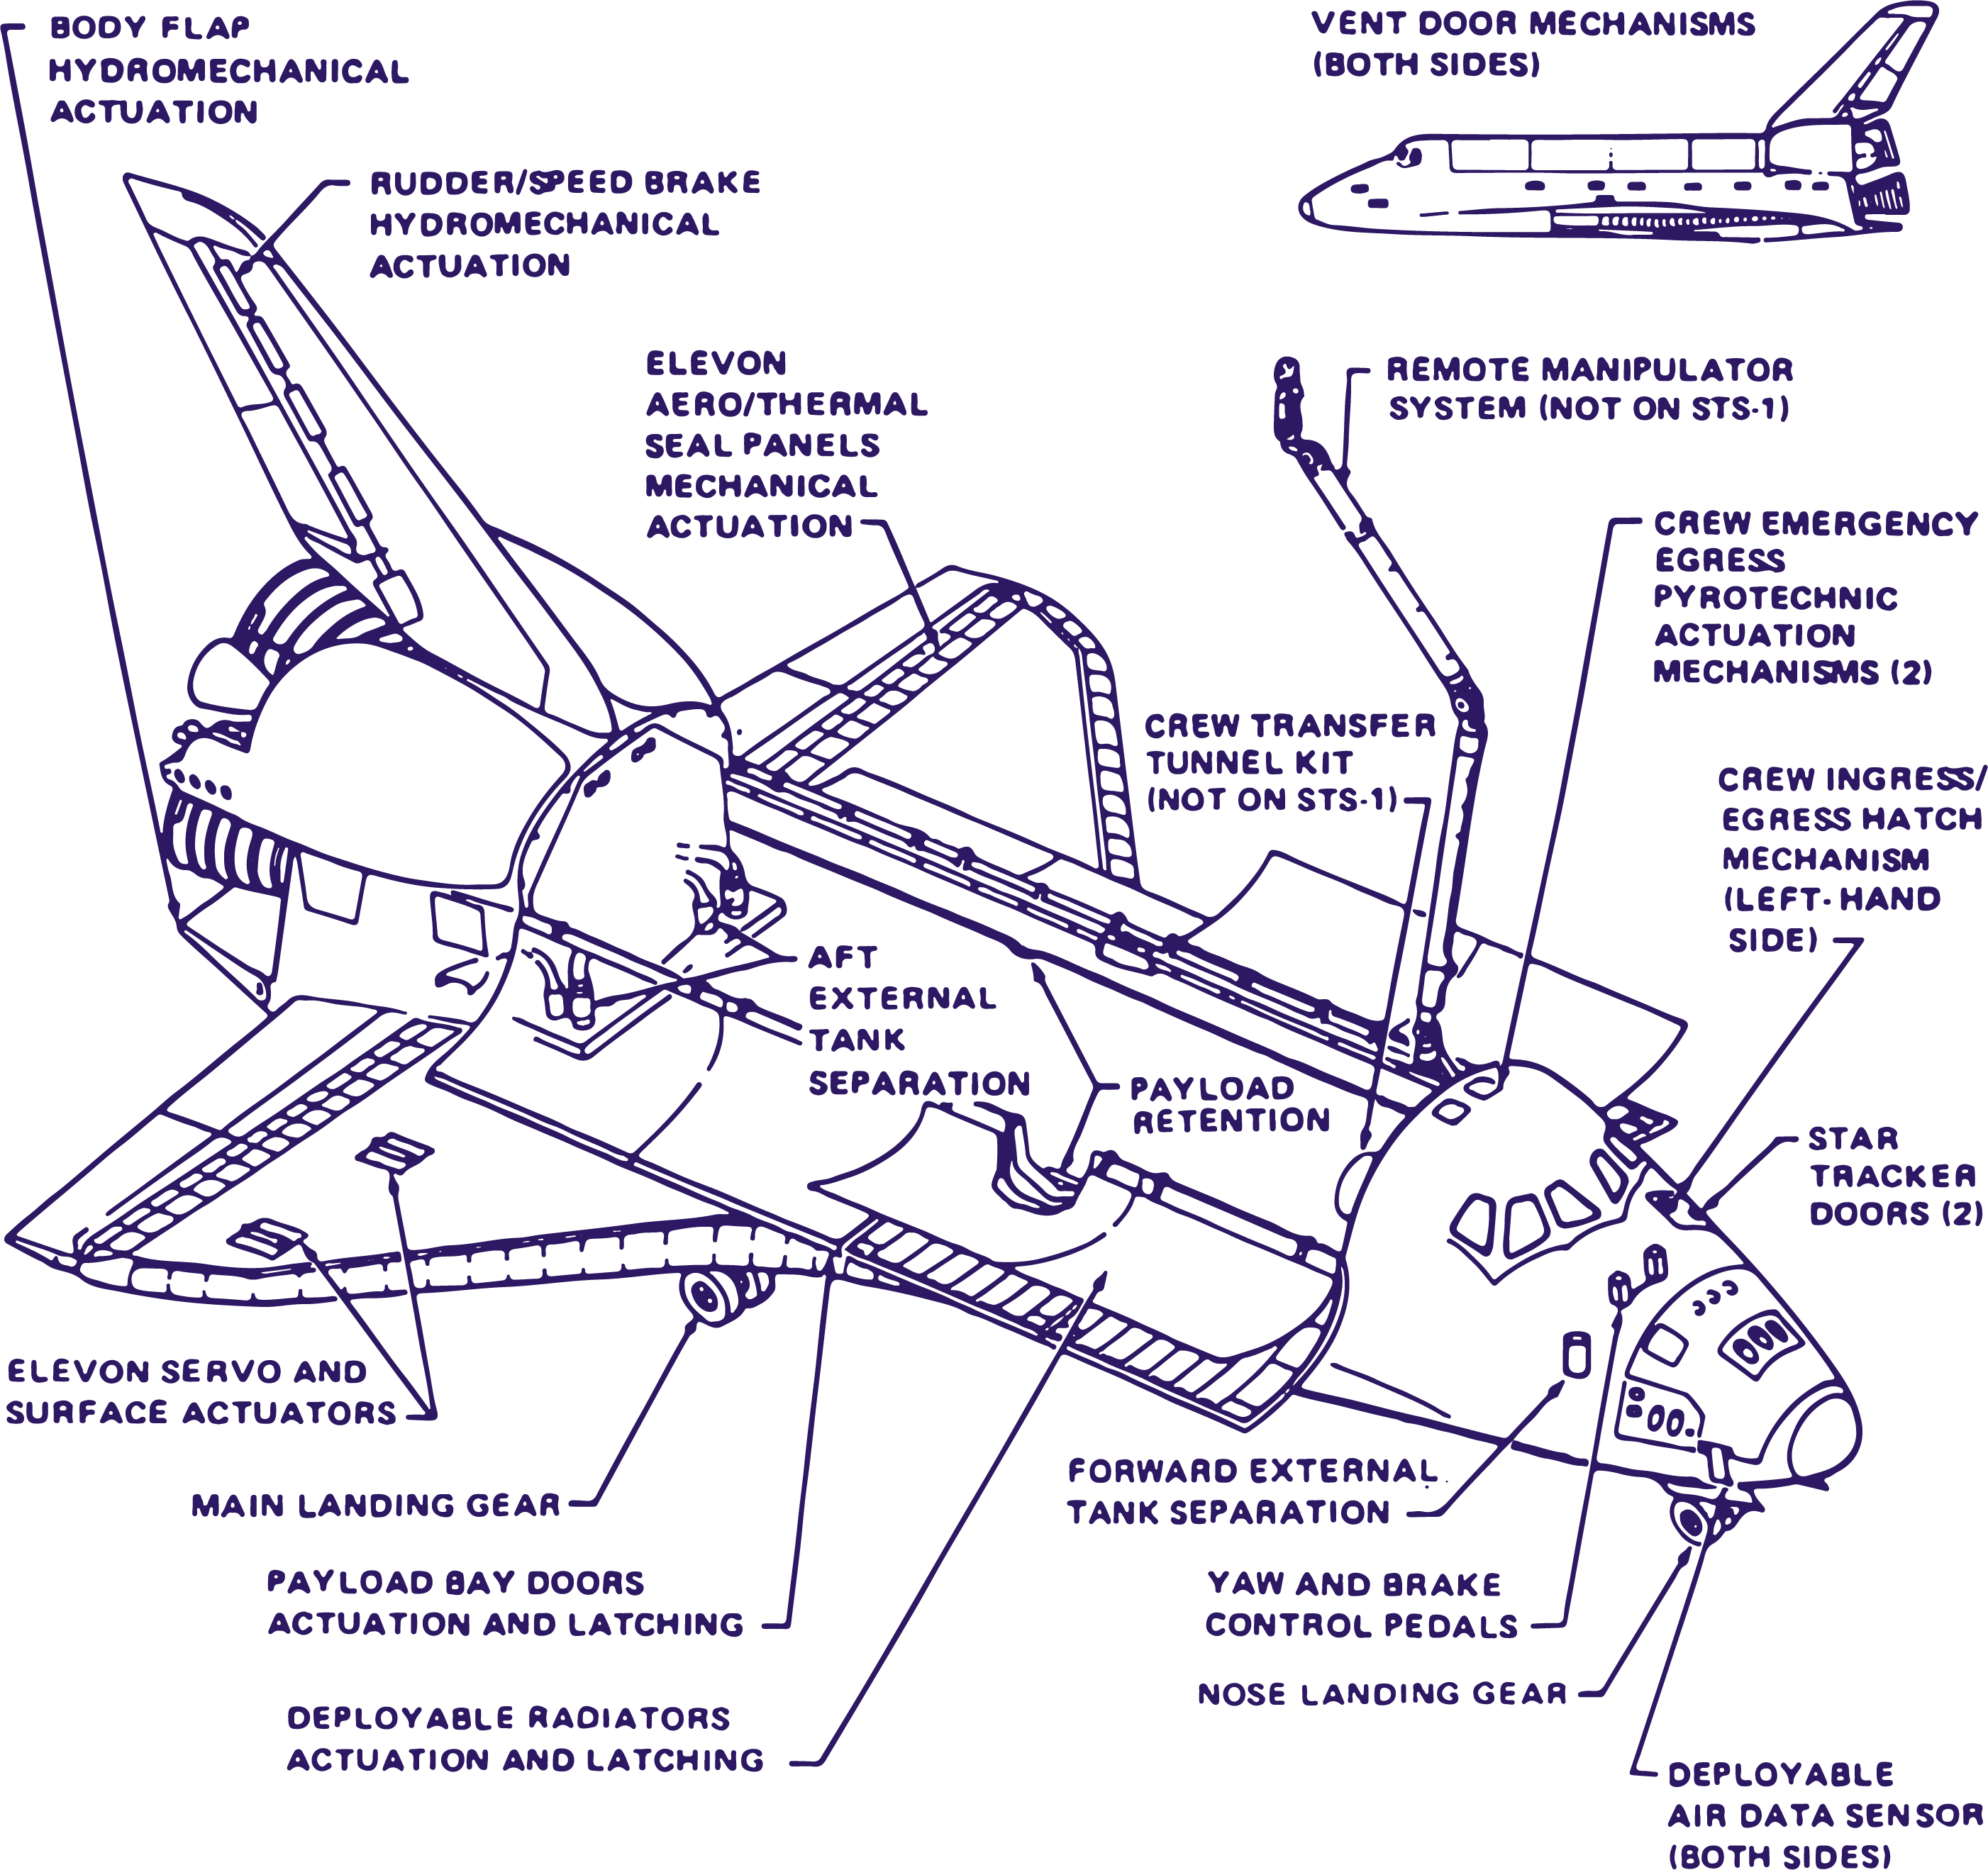 BODY FLAP
HYDROMECHANICAL
ACTUATION
VENT DOOR MECHANISMS
(BOTH SIDES)
RUDDER/SPEED BRAKE
HYDROMECHANICAL
ACTUATION
ELEVON
AERO/THERMAL
SEAL PANELS
MECHANICAL
ACTUATION
REMOTE MANIPULATOR
SYSTEM (NOT ON STS-1)
CREW EMERGENCY
EGRESS
PYROTECHNIC
ACTUATION
MECHANISMS (2)
CREW TRANSFER
TUNNEL KIT
(NOT ON STS-1)
CREW INGRESS/
EGRESS HATCH
MECHANISM
(LEFT-HAND
SIDE)
AFT
EXTERNAL
TANK
SEPARATION
PAYLOAD
RETENTION
STAR
TRACKER
DOORS (2)
ELEVON SERVO AND
SURFACE ACTUATORS
MAIN LANDING GEAR
FORWARD EXTERNAL
TANK SEPARATION
PAYLOAD BAY DOORS
ACTUATION AND LATCHING
YAW AND BRAKE
CONTROL PEDALS
NOSE LANDING GEAR
DEPLOYABLE RADIATORS
ACTUATION AND LATCHING
DEPLOYABLE
AIR DATA SENSOR
(BOTH SIDES)